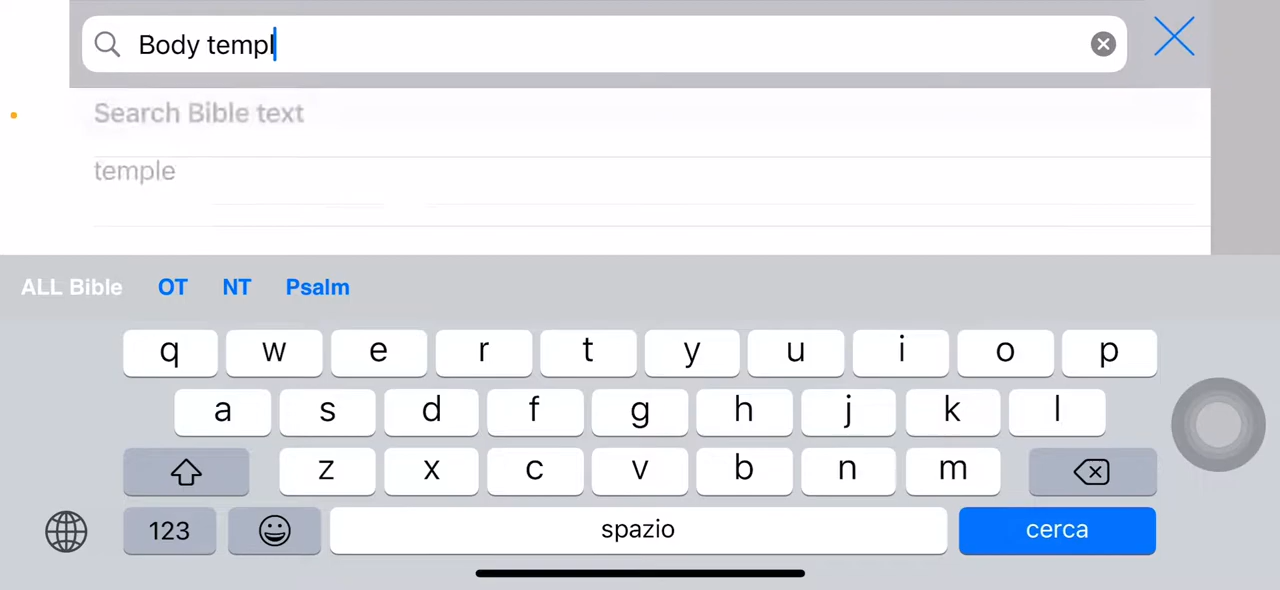 Body templ
Search Bible text
temple
ALL Bible OT NT Psalm
q w e r t y u i o p
a s d f g h j k l
z x c v b n m
123 spazio cerca